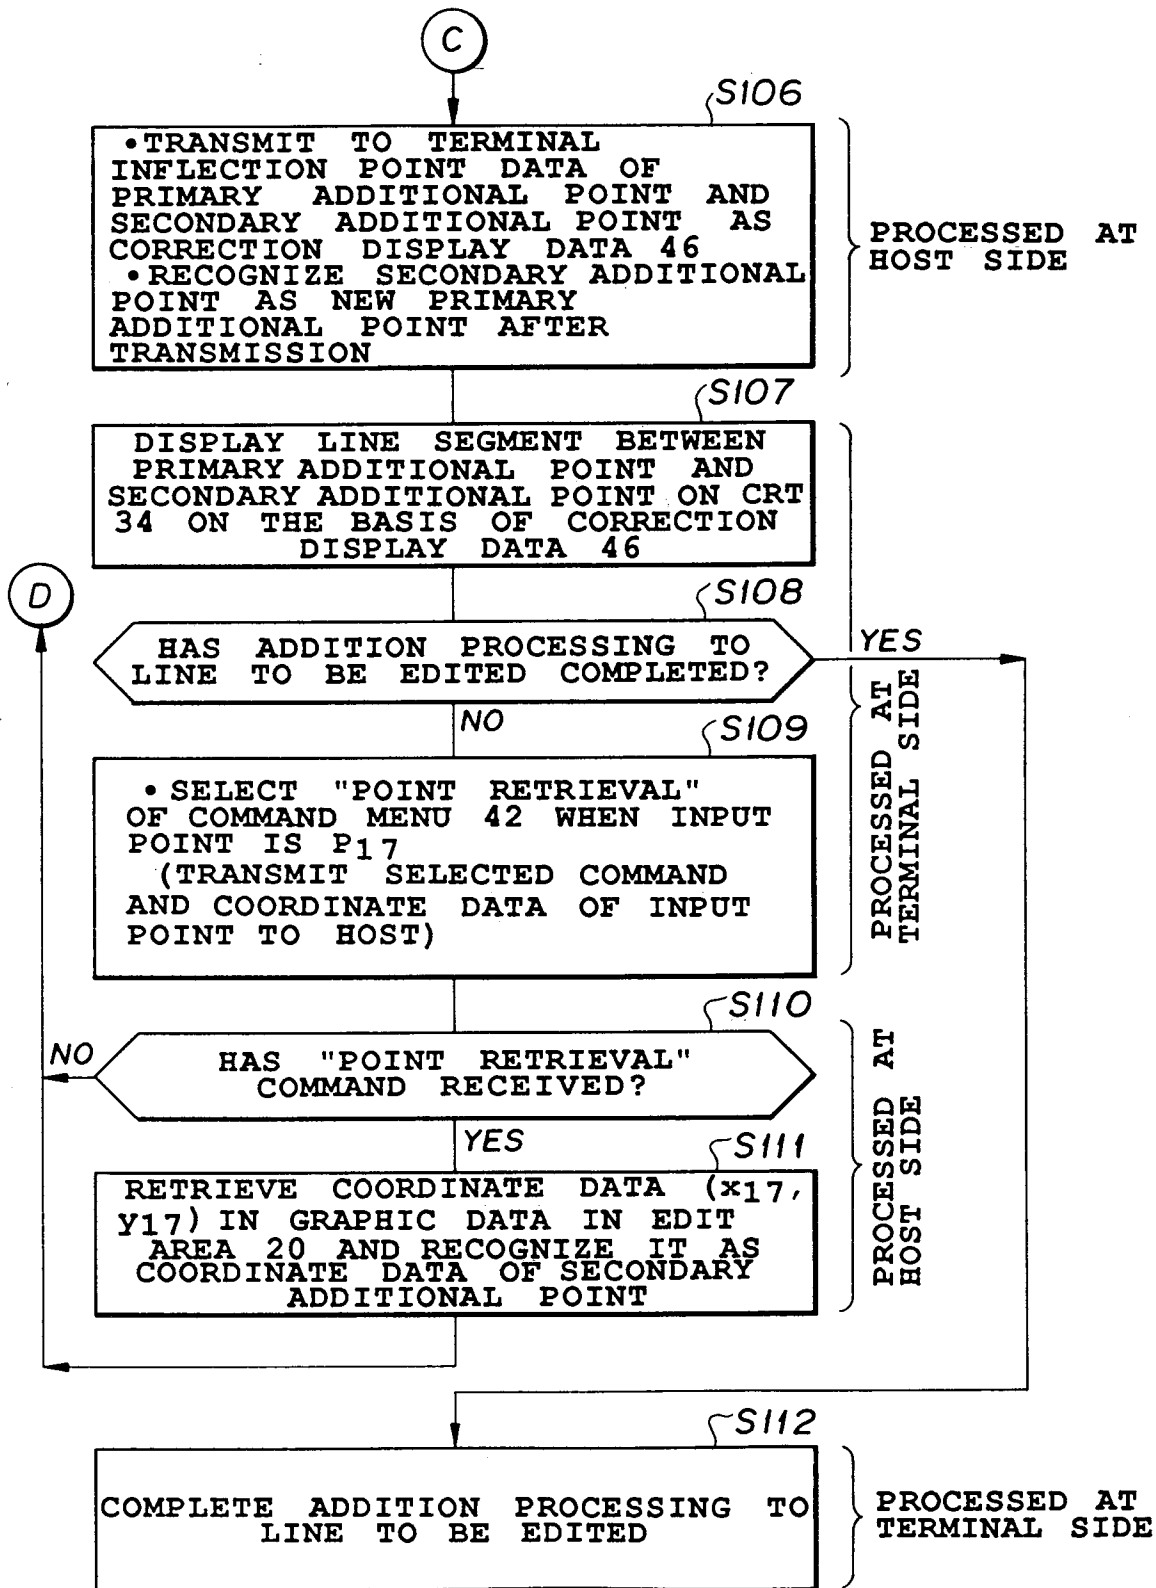 C
S106
•TRANSMIT TO TERMINAL
INFLECTION POINT DATA OF
PRIMARY ADDITIONAL POINT AND
SECONDARY ADDITIONAL POINT AS
CORRECTION DISPLAY DATA 46
•RECOGNIZE SECONDARY ADDITIONAL
POINT AS NEW PRIMARY
ADDITIONAL POINT AFTER
TRANSMISSION
PROCESSED AT
HOST SIDE
S107
DISPLAY LINE SEGMENT BETWEEN
PRIMARY ADDITIONAL POINT AND
SECONDARY ADDITIONAL POINT ON CRT
34 ON THE BASIS OF CORRECTION
DISPLAY DATA 46
D
S108
HAS ADDITION PROCESSING TO
LINE TO BE EDITED COMPLETED?
YES
NO
PROCESSED AT
TERMINAL SIDE
S109
• SELECT "POINT RETRIEVAL"
OF COMMAND MENU 42 WHEN INPUT
POINT IS P17
(TRANSMIT SELECTED COMMAND
AND COORDINATE DATA OF INPUT
POINT TO HOST)
S110
NO
HAS "POINT RETRIEVAL"
COMMAND RECEIVED?
YES
PROCESSED AT
HOST SIDE
S111
RETRIEVE COORDINATE DATA (x17,
y17) IN GRAPHIC DATA IN EDIT
AREA 20 AND RECOGNIZE IT AS
COORDINATE DATA OF SECONDARY
ADDITIONAL POINT
S112
COMPLETE ADDITION PROCESSING TO
LINE TO BE EDITED
PROCESSED AT
TERMINAL SIDE